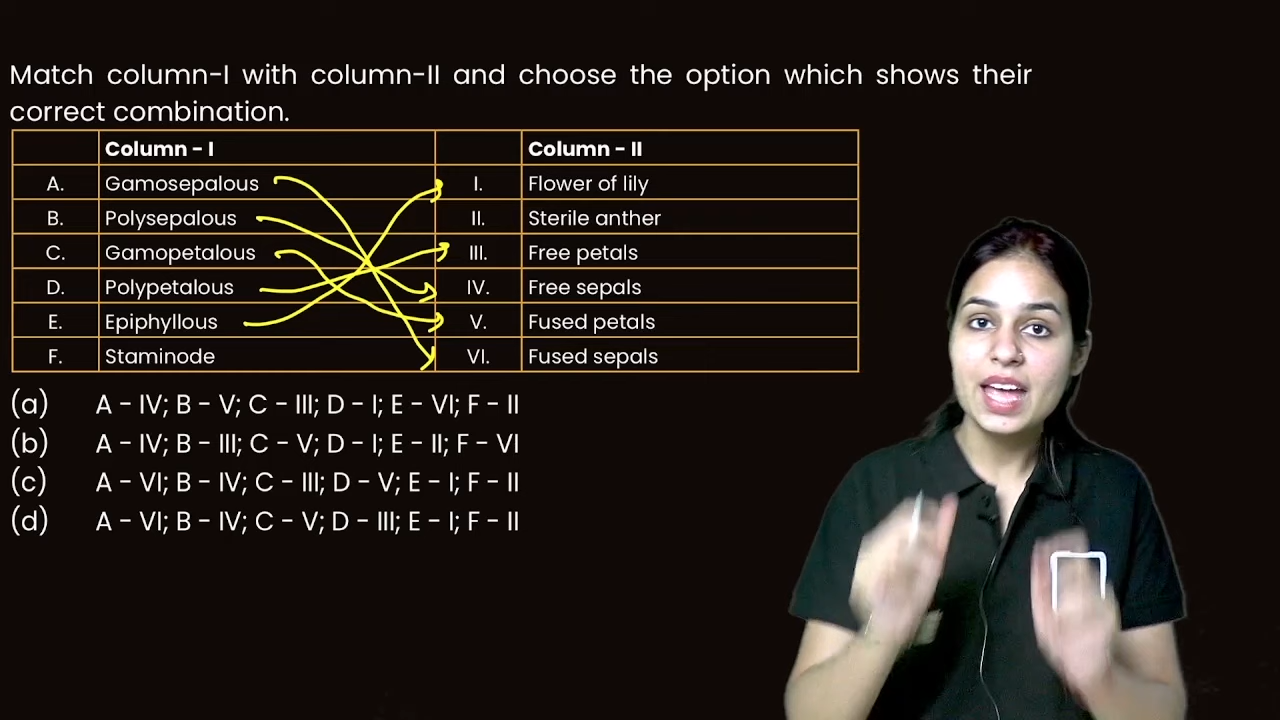 Match column-I with column-II and choose the option which shows their
correct combination.
Column - I Column - II
A. Gamosepalous I. Flower of lily
B. Polysepalous II. Sterile anther
C. Gamopetalous III. Free petals
D. Polypetalous IV. Free sepals
E. Epiphyllous V. Fused petals
F. Staminode VI. Fused sepals
(a) A - IV; B - V; C - III; D - I; E - VI; F - II
(b) A - IV; B - III; C - V; D - I; E - II; F - VI
(c) A - VI; B - IV; C - III; D - V; E - I; F - II
(d) A - VI; B - IV; C - V; D - III; E - I; F - II